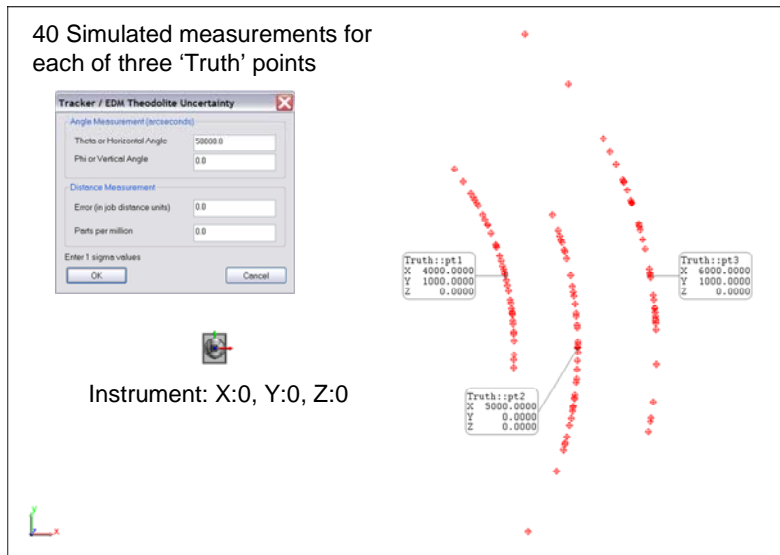 40 Simulated measurements for
each of three ‘Truth’ points
Tracker / EDM Theodolite Uncertainty
Angle Measurement (arcseconds)
Theta or Horizontal Angle 50000.0
Phi or Vertical Angle 0.0
Distance Measurement
Error (in job distance units) 0.0
Parts per million 0.0
Enter 1 sigma values
OK Cancel
Truth::pt1
X 4000.0000
Y 1000.0000
Z 0.0000
Truth::pt3
X 6000.0000
Y 1000.0000
Z 0.0000
Instrument: X:0, Y:0, Z:0
Truth::pt2
X 5000.0000
Y 0.0000
Z 0.0000
y
x